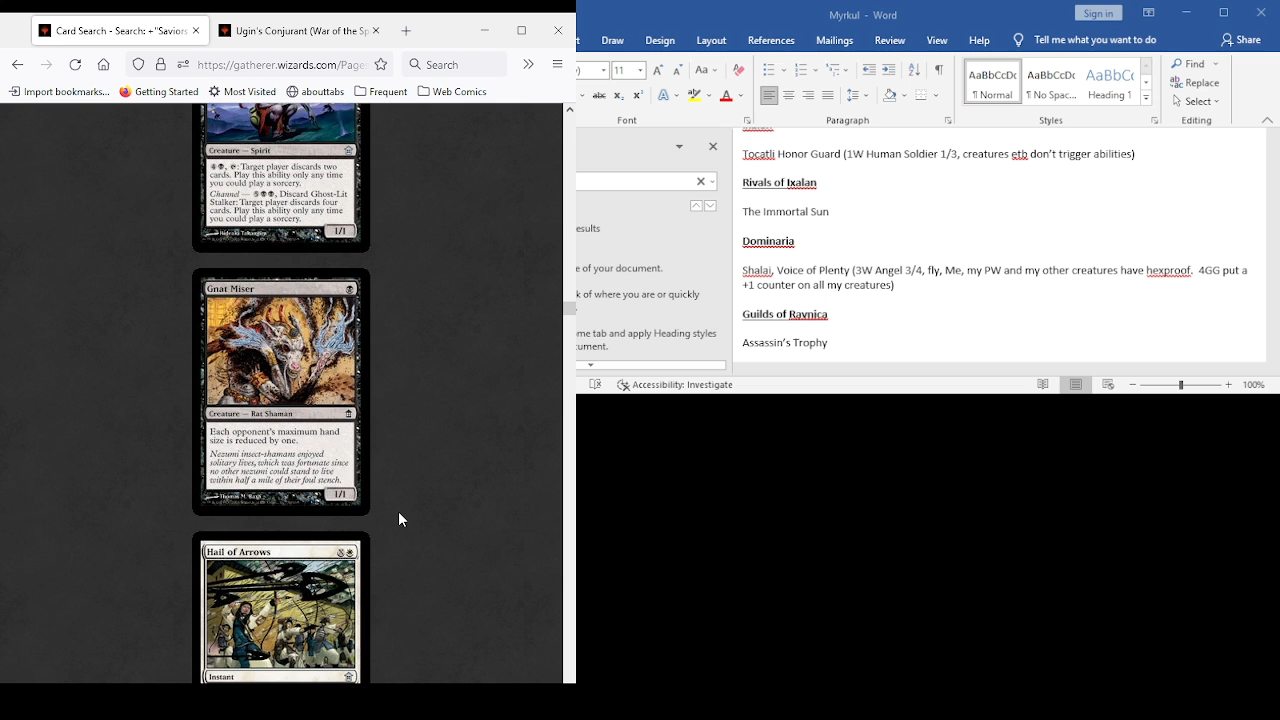 Card Search - Search: +"Saviors
Ugin's Conjurant (War of the Sp
https://gatherer.wizards.com/Page
Search
Import bookmarks...
Getting Started
Most Visited
abouttabs
Frequent
Web Comics
Creature — Spirit
Target player discards two
cards. Play this ability only any time
you could play a sorcery.
Channel — Discard Ghost-Lit
Stalker: Target player discards four
cards. Play this ability only any time
you could play a sorcery.
1/1
Gnat Miser
Creature — Rat Shaman
Each opponent's maximum hand
size is reduced by one.
Nezumi insect-shamans enjoyed
solitary lives, which was fortunate since
no other nezumi could stand to live
within half a mile of their foul stench.
1/1
Hail of Arrows
X
Instant
Myrkul - Word
Sign in
Draw
Design
Layout
References
Mailings
Review
View
Help
Tell me what you want to do
Share
11
Aa
abc
x₂
x²
AaBbCcDc
AaBbCcDc
AaBbCc
¶ Normal
¶ No Spac...
Heading 1
Find
Replace
Select
Font
Paragraph
Styles
Editing
esults
e of your document.
k of where you are or quickly
me tab and apply Heading styles
cument.
Tocatli Honor Guard (1W Human Soldier 1/3, creatures etb don't trigger abilities)
Rivals of Ixalan
The Immortal Sun
Dominaria
Shalai, Voice of Plenty (3W Angel 3/4, fly, Me, my PW and my other creatures have hexproof. 4GG put a
+1 counter on all my creatures)
Guilds of Ravnica
Assassin's Trophy
Accessibility: Investigate
100%